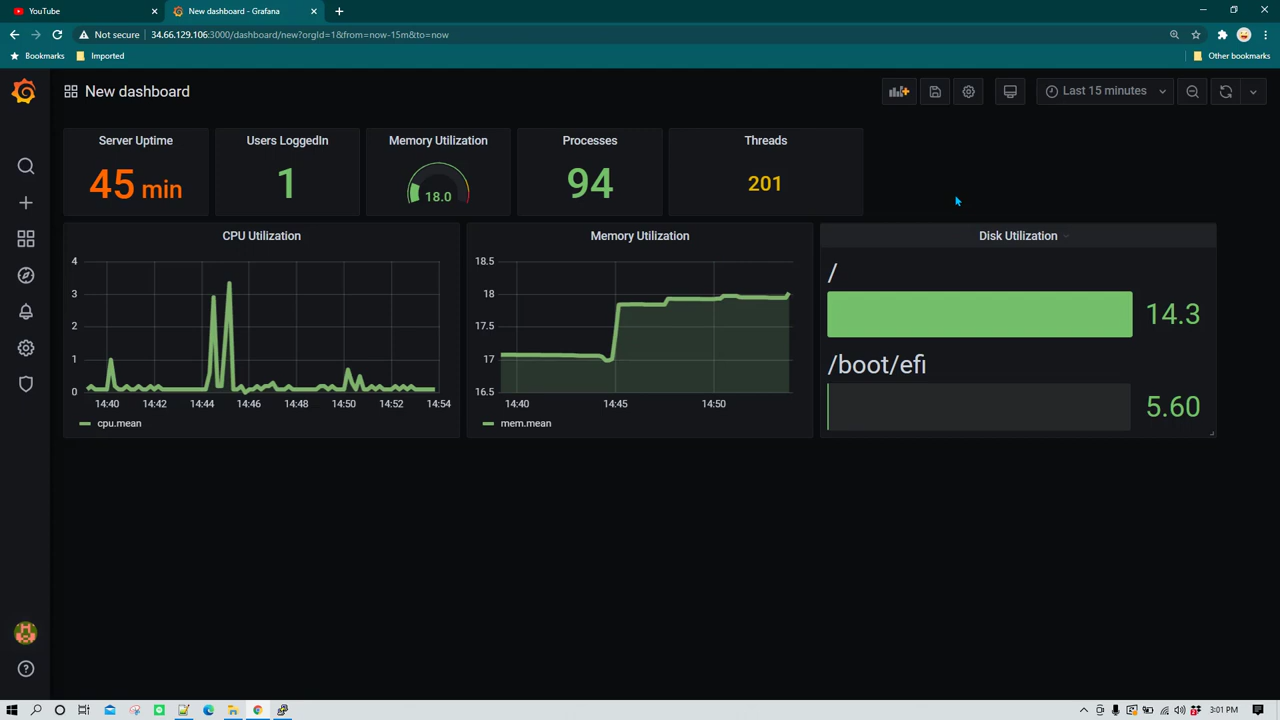 YouTube
New dashboard - Grafana
Not secure
34.66.129.106:3000/dashboard/new?orgId=1&from=now-15m&to=now
Bookmarks
Imported
Other bookmarks
New dashboard
Last 15 minutes
Server Uptime
45 min
Users LoggedIn
1
Memory Utilization
18.0
Processes
94
Threads
201
CPU Utilization
4
3
2
1
0
14:40 14:42 14:44 14:46 14:48 14:50 14:52 14:54
cpu.mean
Memory Utilization
18.5
18
17.5
17
16.5
14:40 14:45 14:50
mem.mean
Disk Utilization
/
14.3
/boot/efi
5.60
3:01 PM